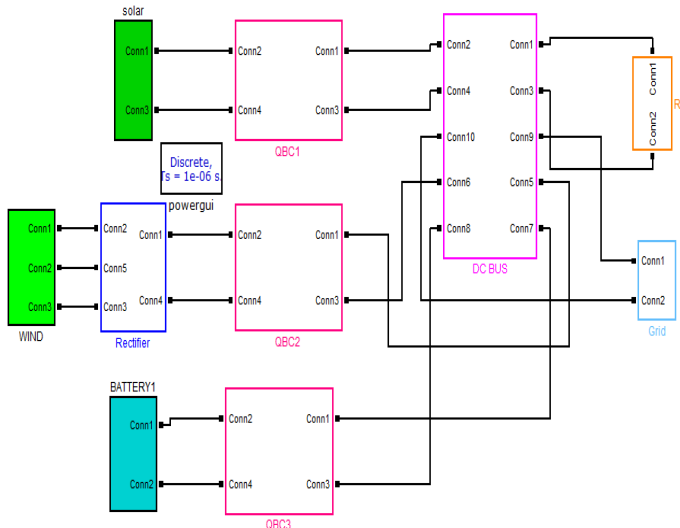 solar
Conn1
Conn3
Conn2
Conn4
Conn1
Conn3
QBC1
Conn2
Conn4
Conn10
Conn6
Conn8
Conn1
Conn3
Conn9
Conn5
Conn7
DC BUS
Conn1
Conn2
R
Discrete,
Ts = 1e-06 s.
powergui
Conn1
Conn2
Conn3
WIND
Conn2
Conn5
Conn3
Conn1
Conn4
Rectifier
Conn2
Conn4
Conn1
Conn3
QBC2
Conn1
Conn2
Grid
BATTERY1
Conn1
Conn2
Conn2
Conn4
Conn1
Conn3
QBC3